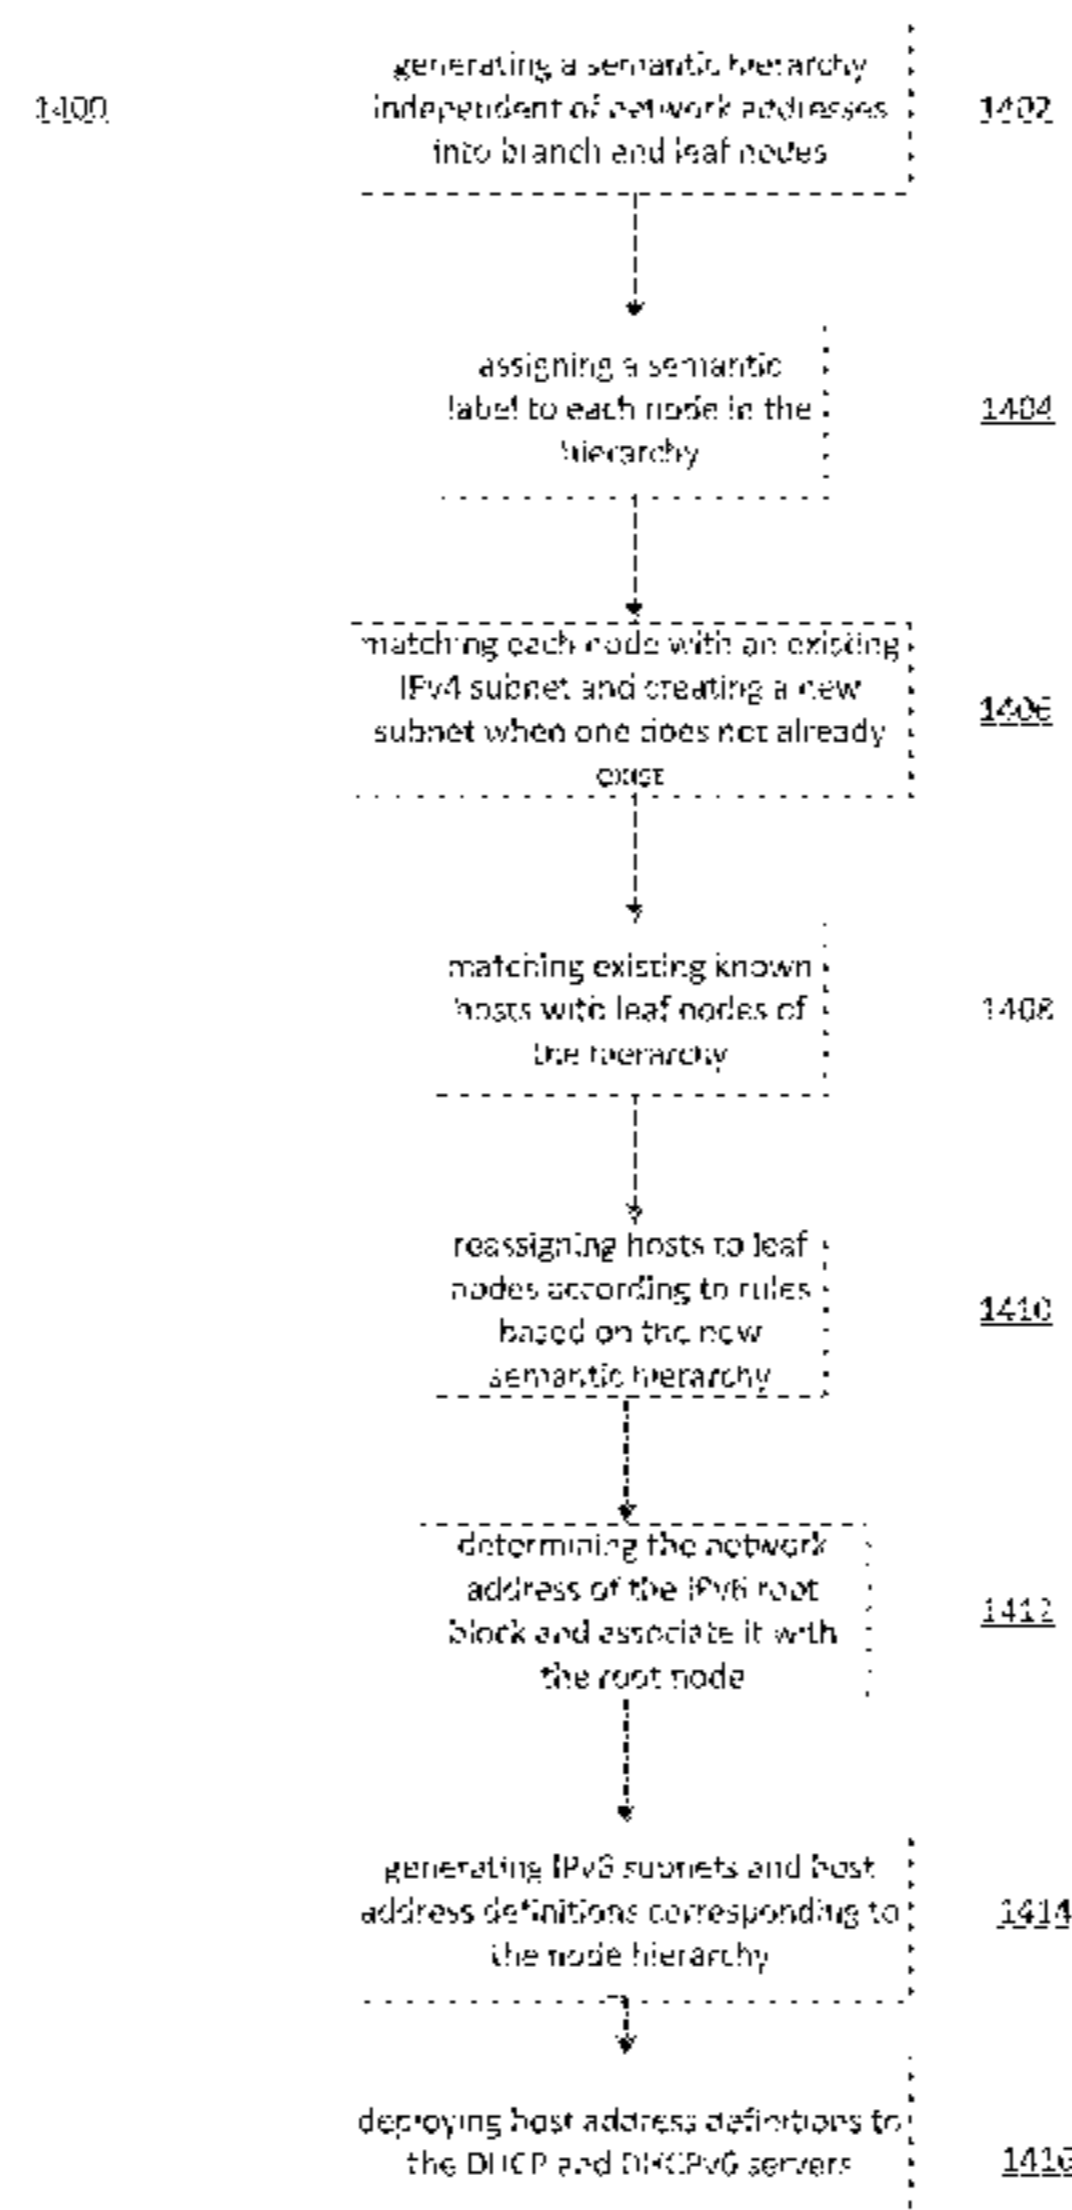 1400
generating a semantic hierarchy
independent of network addresses
into branch and leaf nodes
1402
assigning a semantic
label to each node in the
hierarchy
1404
matching each node with an existing
IPv4 subnet and creating a new
subnet when one does not already
exist
1406
matching existing known
hosts with leaf nodes of
the hierarchy
1408
reassigning hosts to leaf
nodes according to rules
based on the new
semantic hierarchy
1410
determining the network
address of the IPv6 root
block and associate it with
the root node
1412
generating IPv6 subnets and host
address definitions corresponding to
the node hierarchy
1414
deploying host address definitions to
the DHCP and DHCPv6 servers
1416